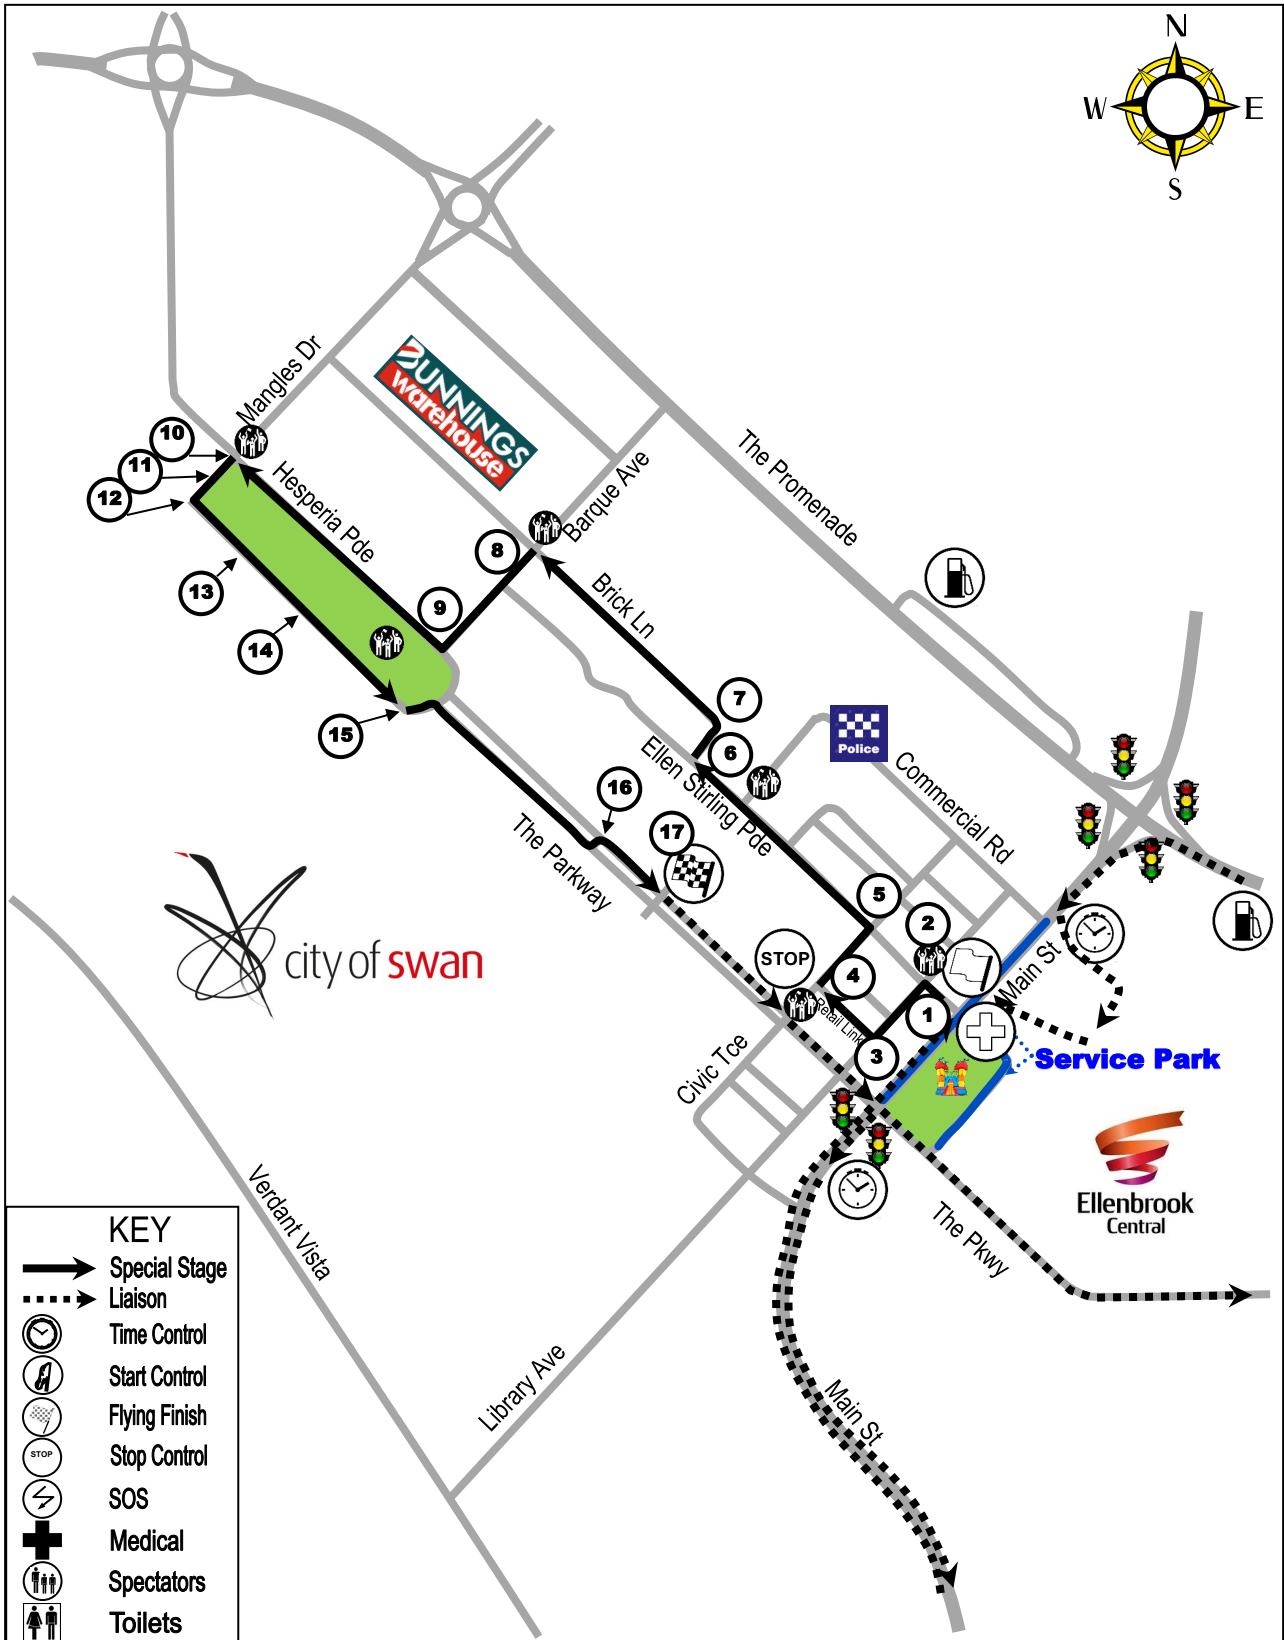 N
W E
S
Mangles Dr
BUNNINGS
warehouse
10
11
12
Hesperia Pde
Barque Ave
The Promenade
8
13
9
Brick Ln
14
15
7
6
Police
Ellen Stirling Pde
Commercial Rd
16
17
The Parkway
5
2
STOP
4
Main St
city of swan
Retail Link
1
3
Service Park
Civic Tce
Ellenbrook
Central
Verdant Vista
The Pkwy
Library Ave
Main St
KEY
Special Stage
Liaison
Time Control
Start Control
Flying Finish
STOP
Stop Control
SOS
Medical
Spectators
Toilets